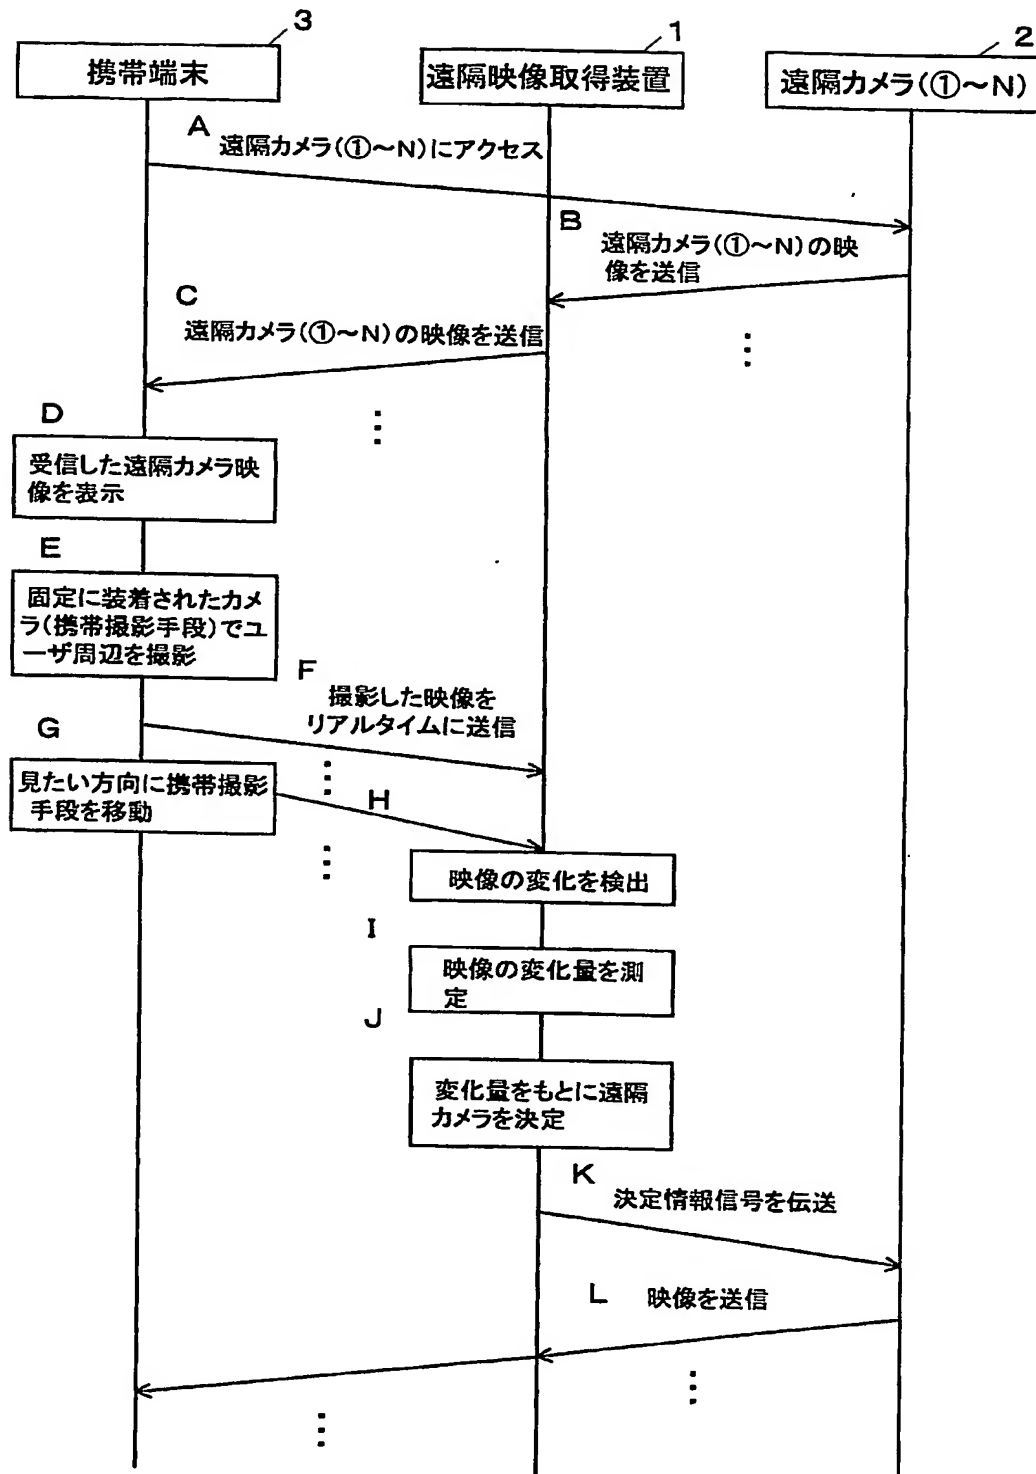 3
1
2
携帯端末
遠隔映像取得装置
遠隔カメラ(①～N)
A
遠隔カメラ(①～N)にアクセス
B
遠隔カメラ(①～N)の映
像を送信
C
遠隔カメラ(①～N)の映像を送信
D
受信した遠隔カメラ映
像を表示
E
固定に装着されたカメ
ラ(携帯撮影手段)でユ
ーザ周辺を撮影
F
撮影した映像を
リアルタイムに送信
G
見たい方向に携帯撮影
手段を移動
H
映像の変化を検出
I
映像の変化量を測
定
J
変化量をもとに遠隔
カメラを決定
K
決定情報信号を伝送
L 映像を送信